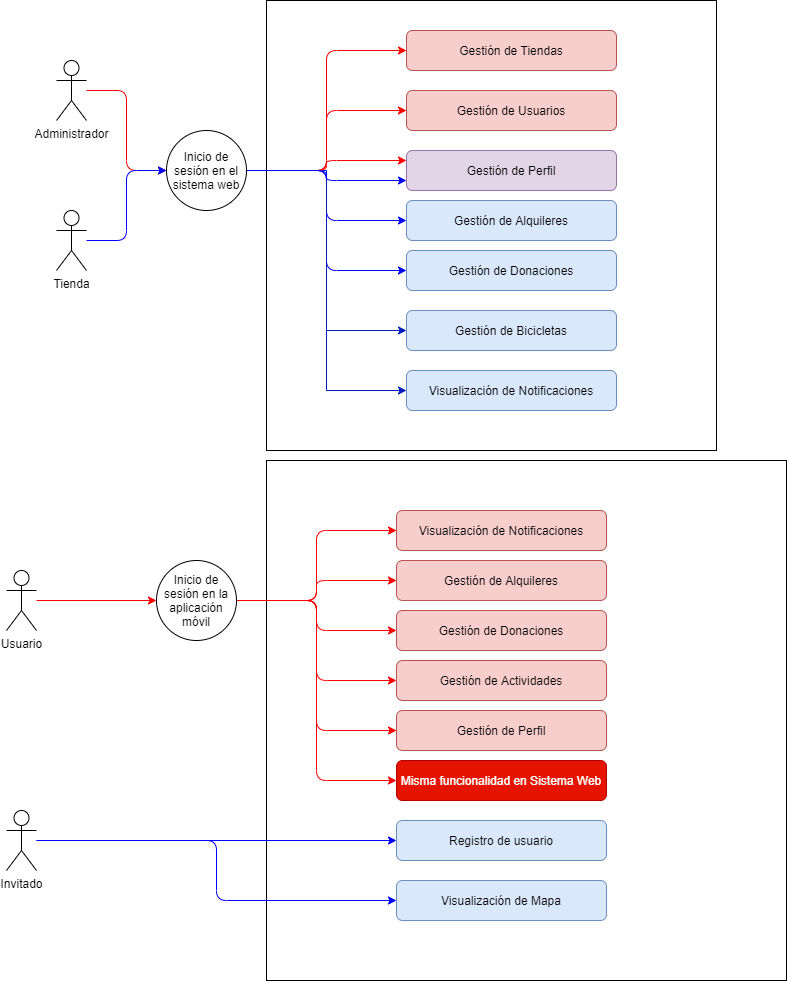 Administrador
Tienda
Inicio de
sesión en el
sistema web
Gestión de Tiendas
Gestión de Usuarios
Gestión de Perfil
Gestión de Alquileres
Gestión de Donaciones
Gestión de Bicicletas
Visualización de Notificaciones
Usuario
Inicio de
sesión en la
aplicación
móvil
Visualización de Notificaciones
Gestión de Alquileres
Gestión de Donaciones
Gestión de Actividades
Gestión de Perfil
Misma funcionalidad en Sistema Web
Invitado
Registro de usuario
Visualización de Mapa